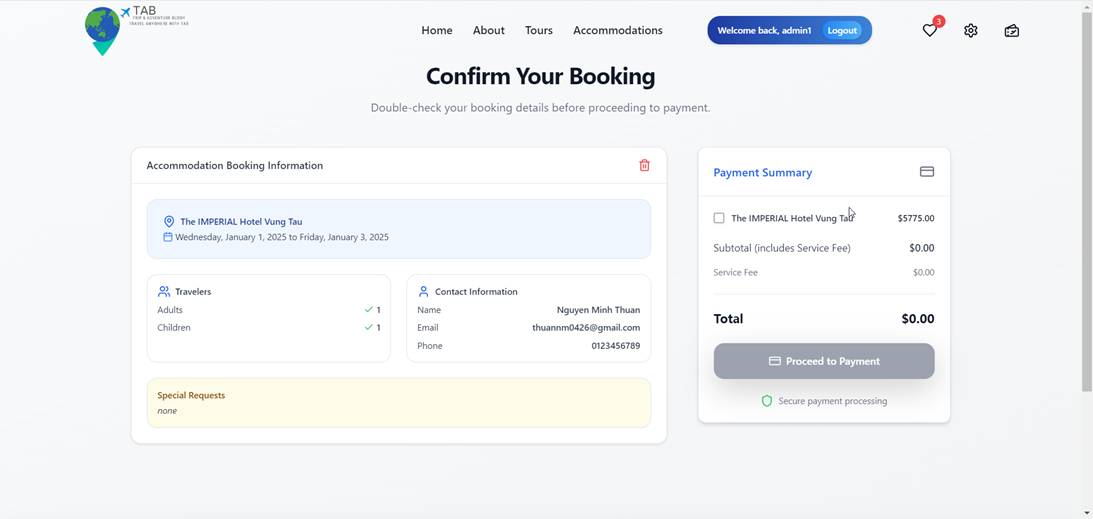 TAB
TRIP & ADVENTURE BUDDY
TRAVEL ANYWHERE WITH TAB
Home About Tours Accommodations
Welcome back, admin1 Logout
3
Confirm Your Booking
Double-check your booking details before proceeding to payment.
Accommodation Booking Information
The IMPERIAL Hotel Vung Tau
Wednesday, January 1, 2025 to Friday, January 3, 2025
Travelers
Adults 1
Children 1
Contact Information
Name Nguyen Minh Thuan
Email thuannm0426@gmail.com
Phone 0123456789
Special Requests
none
Payment Summary
The IMPERIAL Hotel Vung Tau $5775.00
Subtotal (includes Service Fee) $0.00
Service Fee $0.00
Total $0.00
Proceed to Payment
Secure payment processing